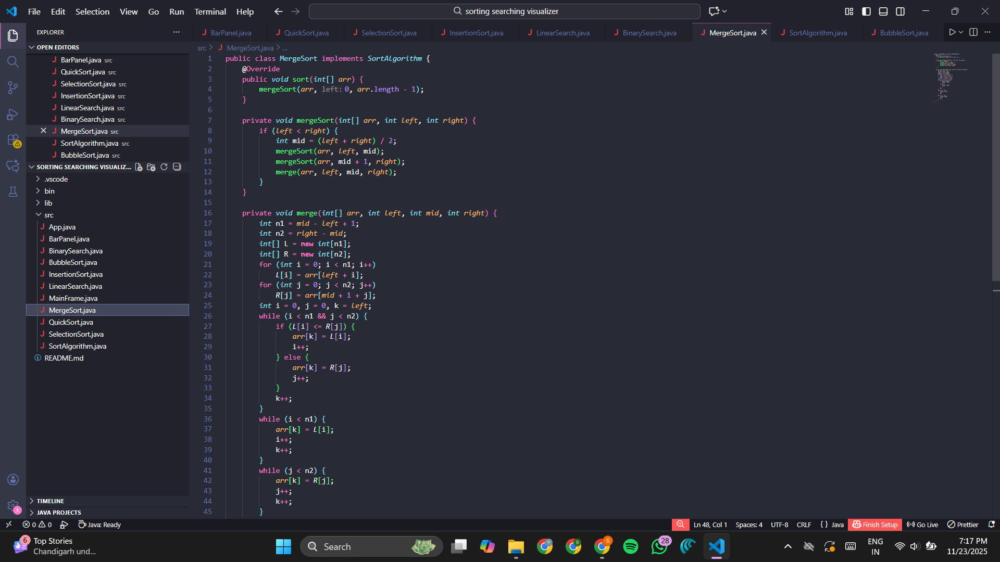 File Edit Selection View Go Run Terminal Help
sorting searching visualizer
EXPLORER
OPEN EDITORS
BarPanel.java src
QuickSort.java src
SelectionSort.java src
InsertionSort.java src
LinearSearch.java src
BinarySearch.java src
MergeSort.java src
SortAlgorithm.java src
BubbleSort.java src
SORTING SEARCHING VISUALIZ...
.vscode
bin
lib
src
App.java
BarPanel.java
BinarySearch.java
BubbleSort.java
InsertionSort.java
LinearSearch.java
MainFrame.java
MergeSort.java
QuickSort.java
SelectionSort.java
SortAlgorithm.java
README.md
TIMELINE
JAVA PROJECTS
BarPanel.java QuickSort.java SelectionSort.java InsertionSort.java LinearSearch.java BinarySearch.java MergeSort.java SortAlgorithm.java BubbleSort.java
src > MergeSort.java > ...
1 public class MergeSort implements SortAlgorithm {
2 @Override
3 public void sort(int[] arr) {
4 mergeSort(arr, left: 0, arr.length - 1);
5 }
6
7 private void mergeSort(int[] arr, int left, int right) {
8 if (left < right) {
9 int mid = (left + right) / 2;
10 mergeSort(arr, left, mid);
11 mergeSort(arr, mid + 1, right);
12 merge(arr, left, mid, right);
13 }
14 }
15
16 private void merge(int[] arr, int left, int mid, int right) {
17 int n1 = mid - left + 1;
18 int n2 = right - mid;
19 int[] L = new int[n1];
20 int[] R = new int[n2];
21 for (int i = 0; i < n1; i++)
22 L[i] = arr[left + i];
23 for (int j = 0; j < n2; j++)
24 R[j] = arr[mid + 1 + j];
25 int i = 0, j = 0, k = left;
26 while (i < n1 && j < n2) {
27 if (L[i] <= R[j]) {
28 arr[k] = L[i];
29 i++;
30 } else {
31 arr[k] = R[j];
32 j++;
33 }
34 k++;
35 }
36 while (i < n1) {
37 arr[k] = L[i];
38 i++;
39 k++;
40 }
41 while (j < n2) {
42 arr[k] = R[j];
43 j++;
44 k++;
45 }
1
0 0 Java: Ready
Ln 48, Col 1 Spaces: 4 UTF-8 CRLF { } Java Finish Setup Go Live Prettier
6 Top Stories
Chandigarh und...
Search
Y S S 28
ENG
IN
7:17 PM
11/23/2025